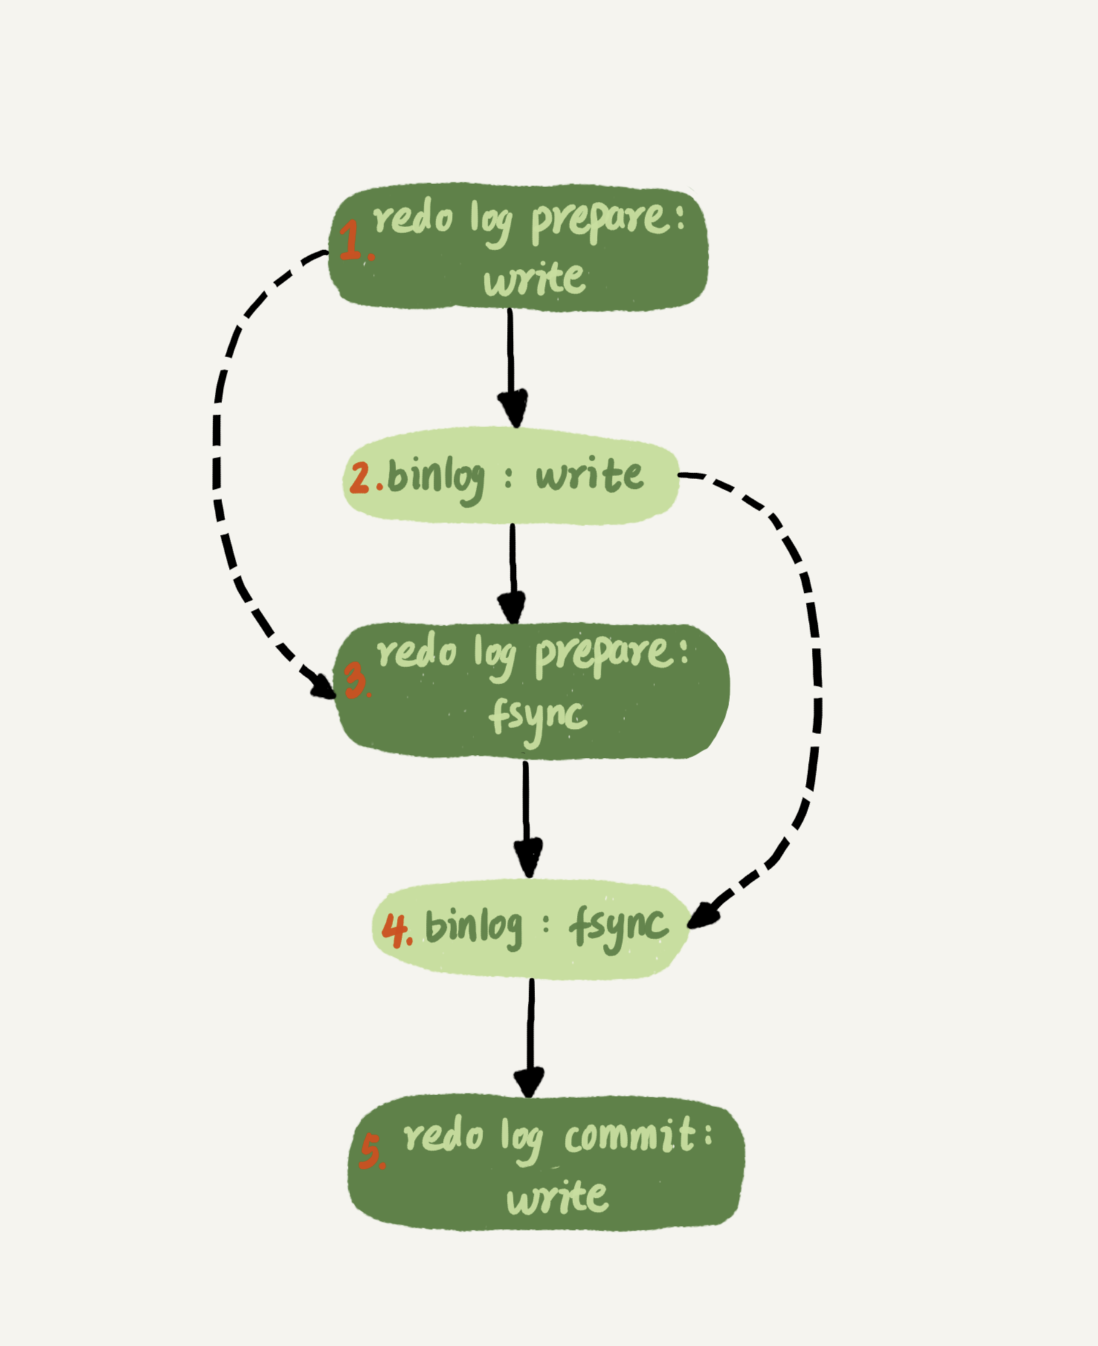 1. redo log prepare:
write
2. binlog : write
3. redo log prepare:
fsync
4. binlog : fsync
5. redo log commit:
write